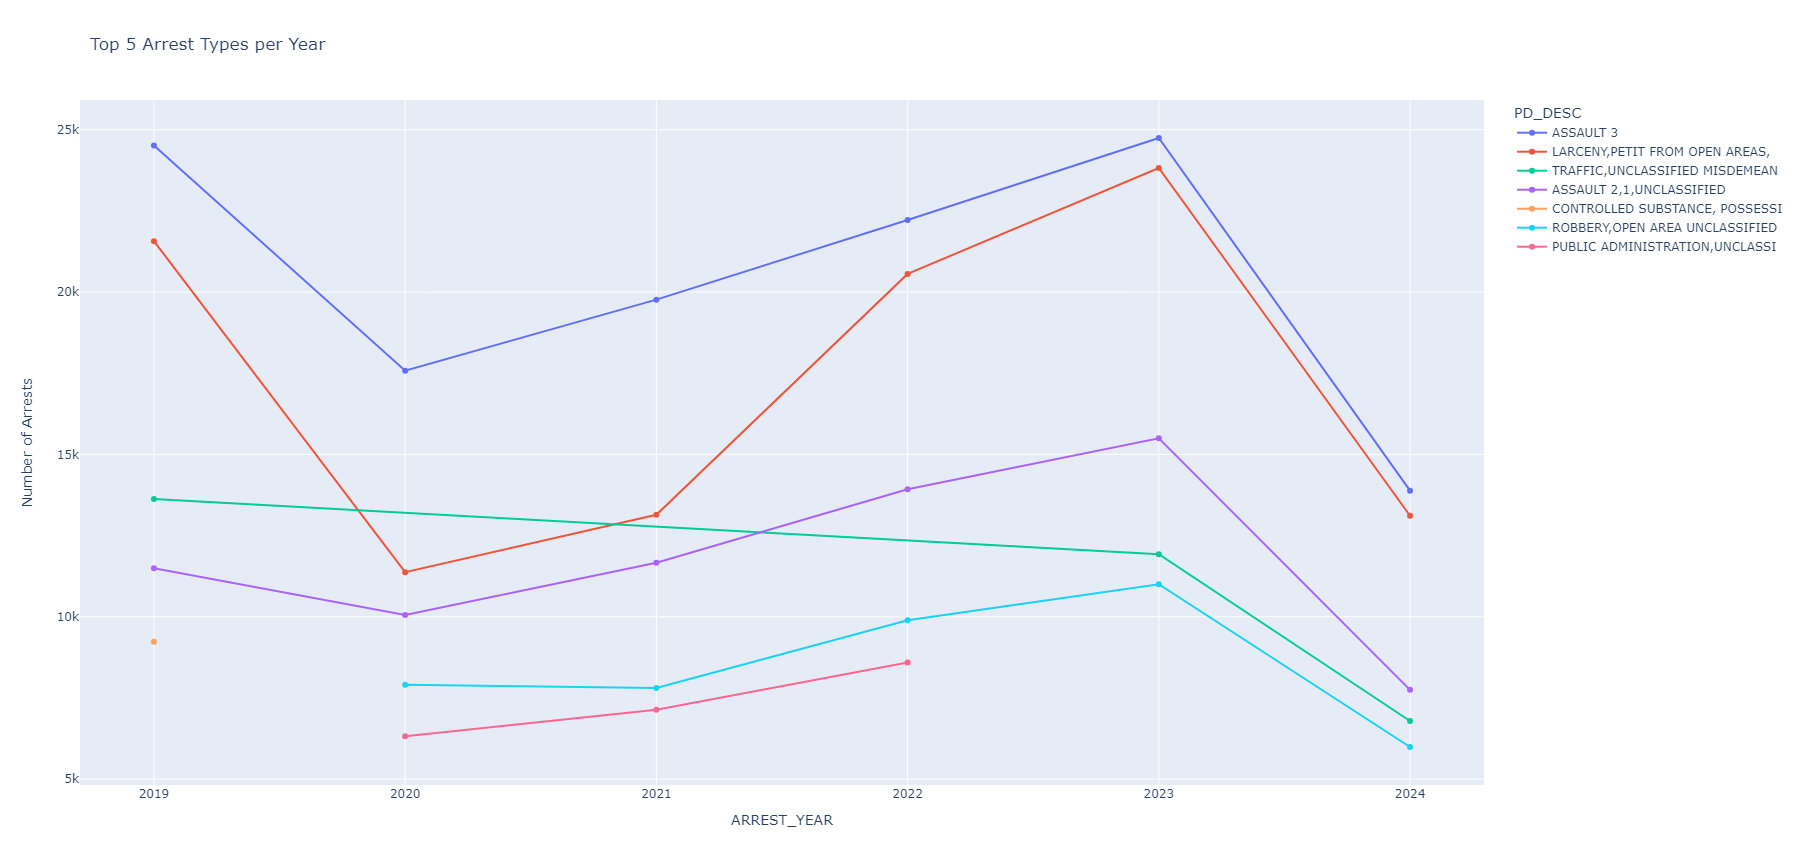 Top 5 Arrest Types per Year
25k
20k
15k
10k
5k
Number of Arrests
2019 2020 2021 2022 2023 2024
ARREST_YEAR
PD_DESC
ASSAULT 3
LARCENY,PETIT FROM OPEN AREAS,
TRAFFIC,UNCLASSIFIED MISDEMEAN
ASSAULT 2,1,UNCLASSIFIED
CONTROLLED SUBSTANCE, POSSESSI
ROBBERY,OPEN AREA UNCLASSIFIED
PUBLIC ADMINISTRATION,UNCLASSI